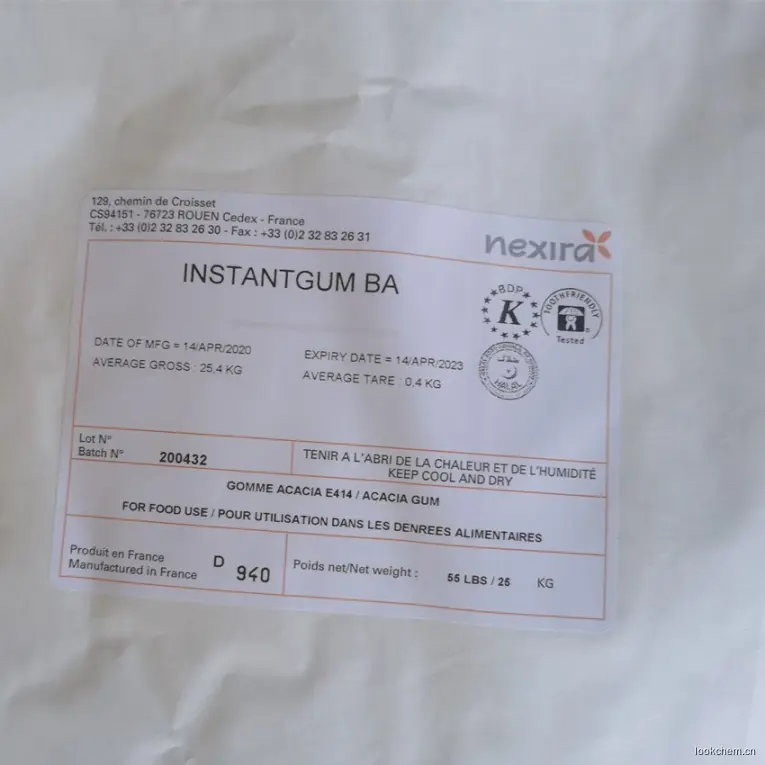 129, chemin de Croisset
CS94151 - 76723 ROUEN Cedex - France
Tél. : +33 (0)2 32 83 26 30 - Fax : +33 (0)2 32 83 26 31
nexira
INSTANTGUM BA
BDP
K
TOOTHFRIENDLY
Tested
DATE OF MFG = 14/APR/2020
EXPIRY DATE = 14/APR/2023
AVERAGE GROSS : 25,4 KG
AVERAGE TARE : 0,4 KG
HALAL
Lot N°
Batch N°
200432
TENIR A L'ABRI DE LA CHALEUR ET DE L'HUMIDITÉ
KEEP COOL AND DRY
GOMME ACACIA E414 / ACACIA GUM
FOR FOOD USE / POUR UTILISATION DANS LES DENREES ALIMENTAIRES
Produit en France
Manufactured in France
D 940
Poids net/Net weight :
55 LBS / 25 KG
lookchem.cn